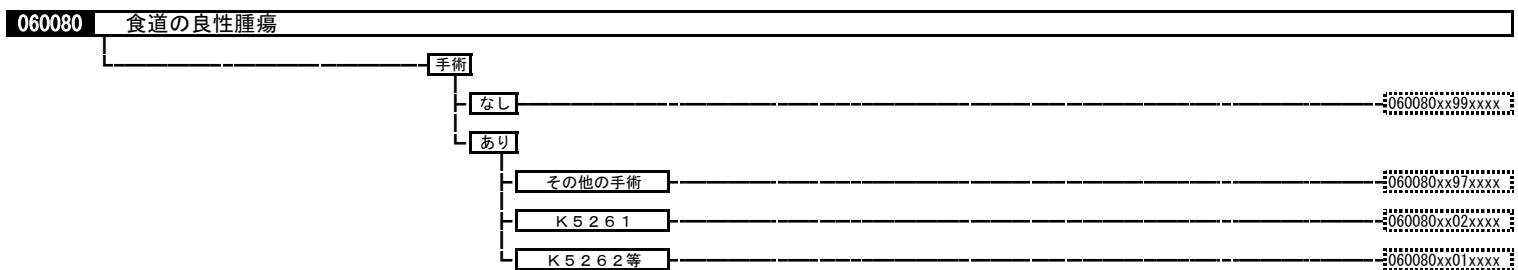 060080 食道の良性腫瘍
手術
なし 060080xx99xxxx
あり
その他の手術 060080xx97xxxx
K5261 060080xx02xxxx
K5262等 060080xx01xxxx